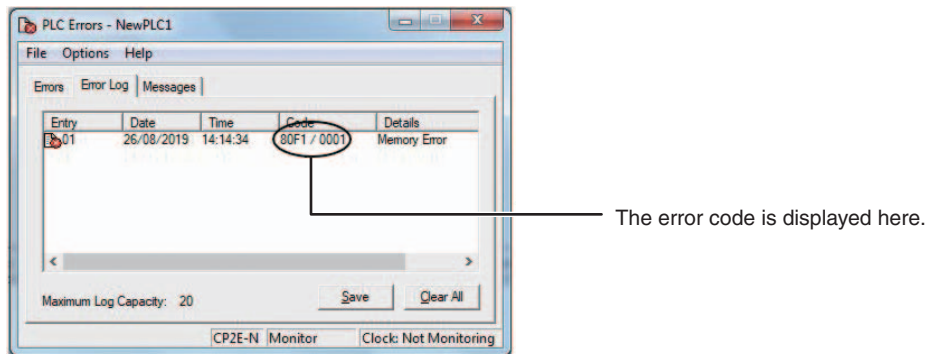 PLC Errors - NewPLC1
File Options Help
Errors Error Log Messages
Entry Date Time Code Details
01 26/08/2019 14:14:34 80F1 / 0001 Memory Error
The error code is displayed here.
Maximum Log Capacity: 20 Save Clear All
CP2E-N Monitor Clock: Not Monitoring